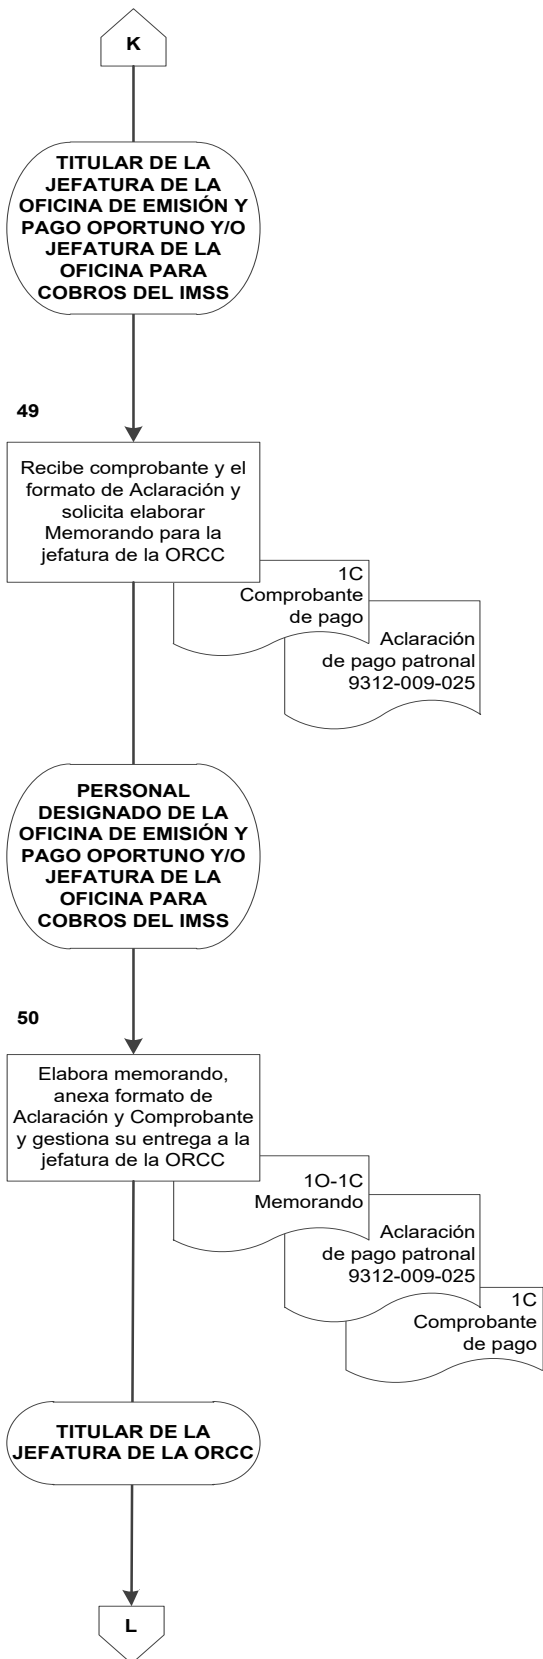 K
TITULAR DE LA
JEFATURA DE LA
OFICINA DE EMISIÓN Y
PAGO OPORTUNO Y/O
JEFATURA DE LA
OFICINA PARA
COBROS DEL IMSS
49
Recibe comprobante y el
formato de Aclaración y
solicita elaborar
Memorando para la
jefatura de la ORCC
1C
Comprobante
de pago
Aclaración
de pago patronal
9312-009-025
PERSONAL
DESIGNADO DE LA
OFICINA DE EMISIÓN Y
PAGO OPORTUNO Y/O
JEFATURA DE LA
OFICINA PARA
COBROS DEL IMSS
50
Elabora memorando,
anexa formato de
Aclaración y Comprobante
y gestiona su entrega a la
jefatura de la ORCC
1O-1C
Memorando
Aclaración
de pago patronal
9312-009-025
1C
Comprobante
de pago
TITULAR DE LA
JEFATURA DE LA ORCC
L